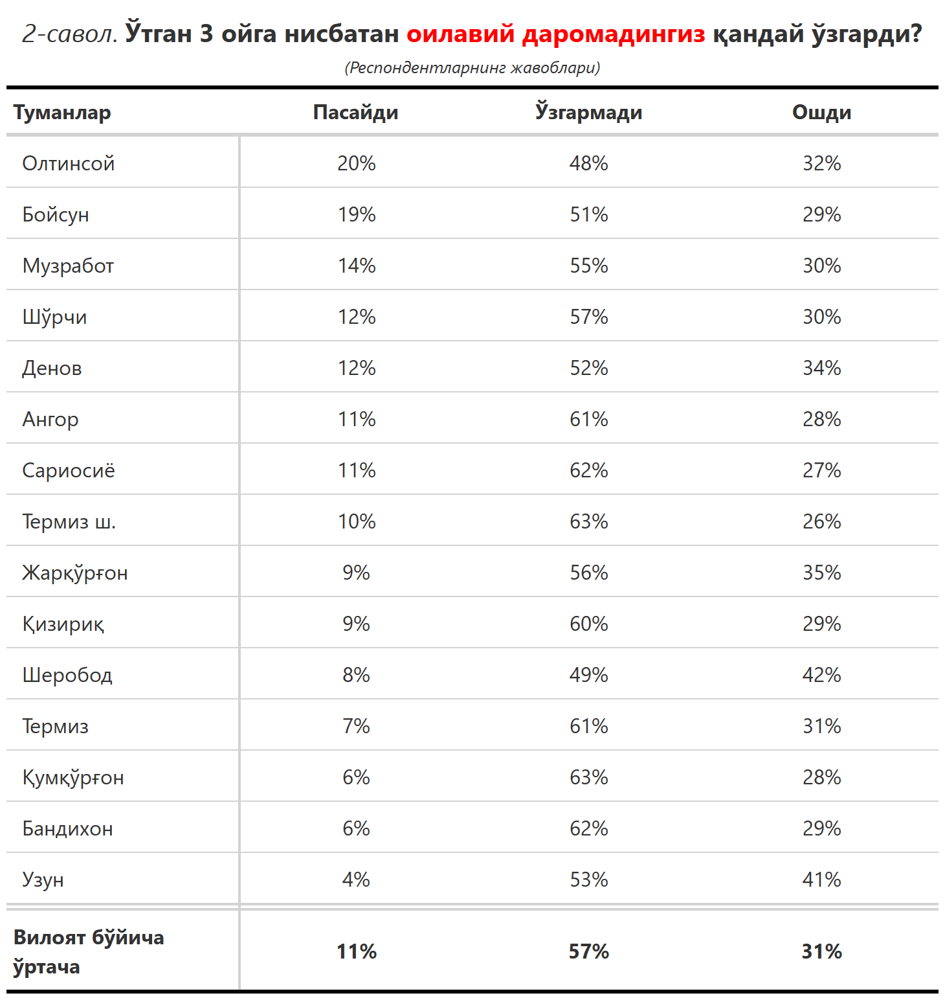 2-савол. Ўтган 3 ойга нисбатан оилавий даромадингиз қандай ўзгарди?
(Респондентларнинг жавоблари)
Туманлар Пасайди Ўзгармади Ошди
Олтинсой 20% 48% 32%
Бойсун 19% 51% 29%
Музработ 14% 55% 30%
Шўрчи 12% 57% 30%
Денов 12% 52% 34%
Ангор 11% 61% 28%
Сариосиё 11% 62% 27%
Термиз ш. 10% 63% 26%
Жарқўрғон 9% 56% 35%
Қизириқ 9% 60% 29%
Шеробод 8% 49% 42%
Термиз 7% 61% 31%
Қумқўрғон 6% 63% 28%
Бандихон 6% 62% 29%
Узун 4% 53% 41%
Вилоят бўйича
ўртача 11% 57% 31%